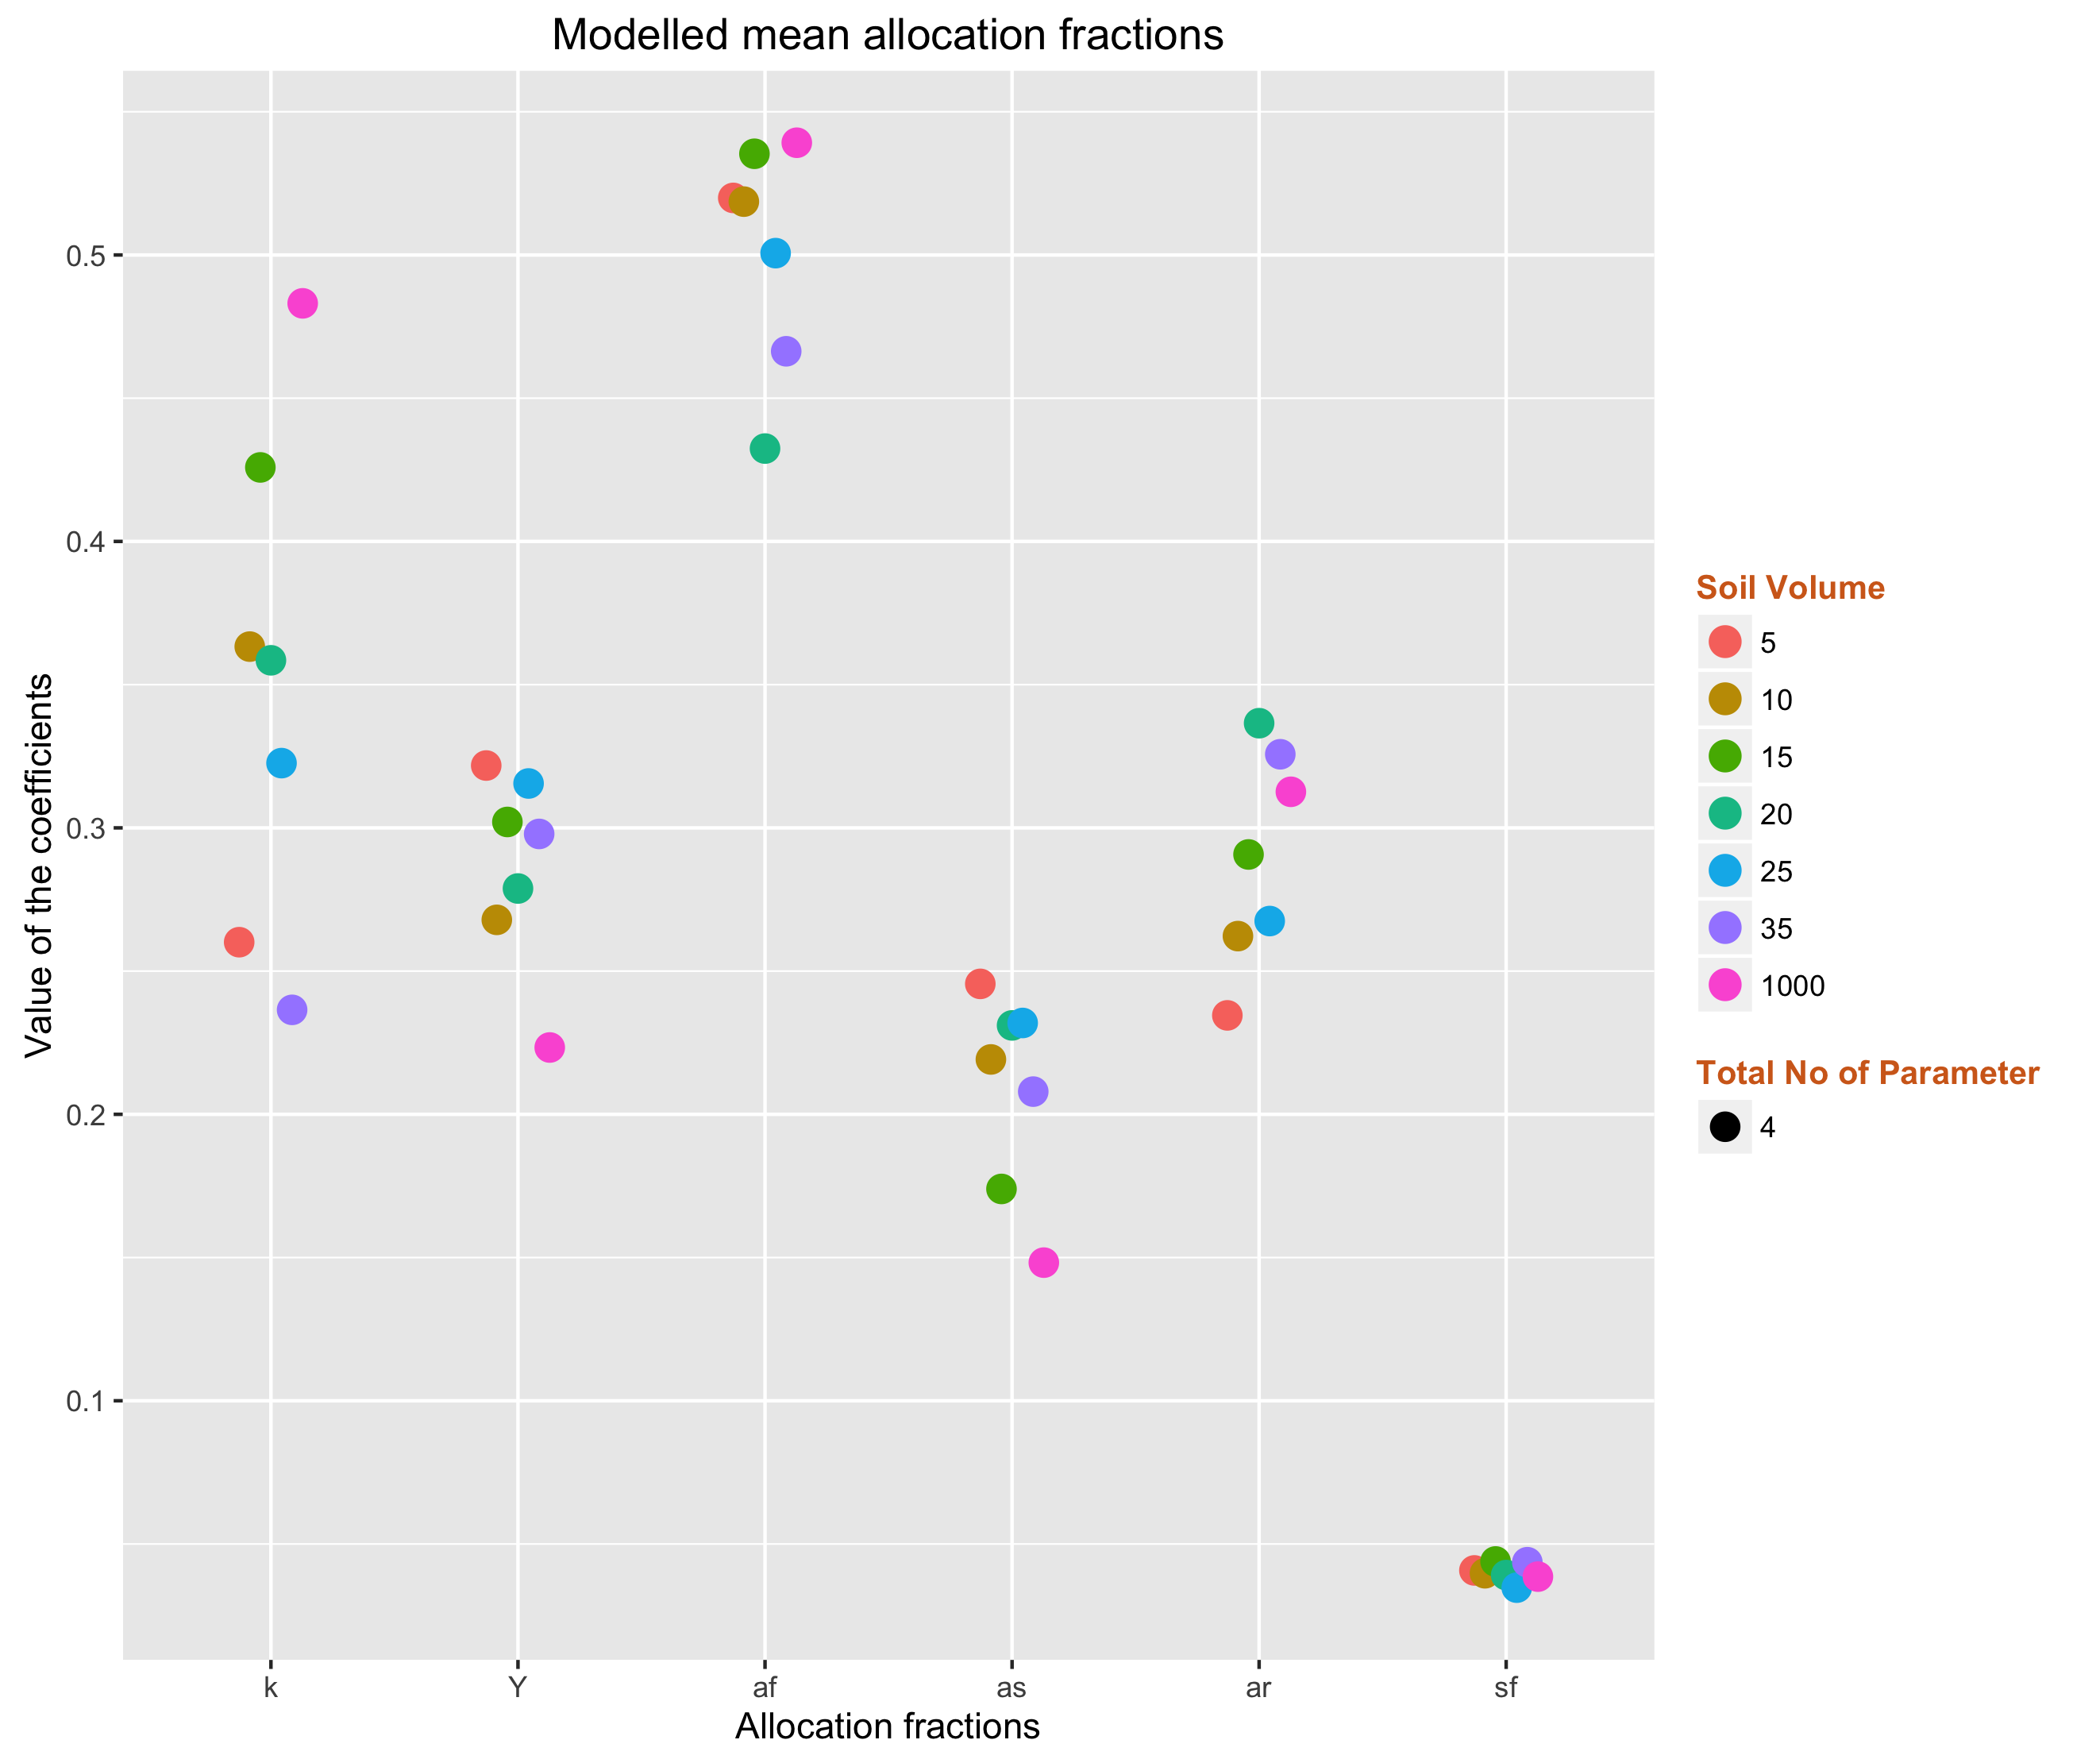 Modelled mean allocation fractions
Value of the coefficients
0.5
0.4
0.3
0.2
0.1
k Y af as ar sf
Allocation fractions
Soil Volume
5
10
15
20
25
35
1000
Total No of Parameter
4